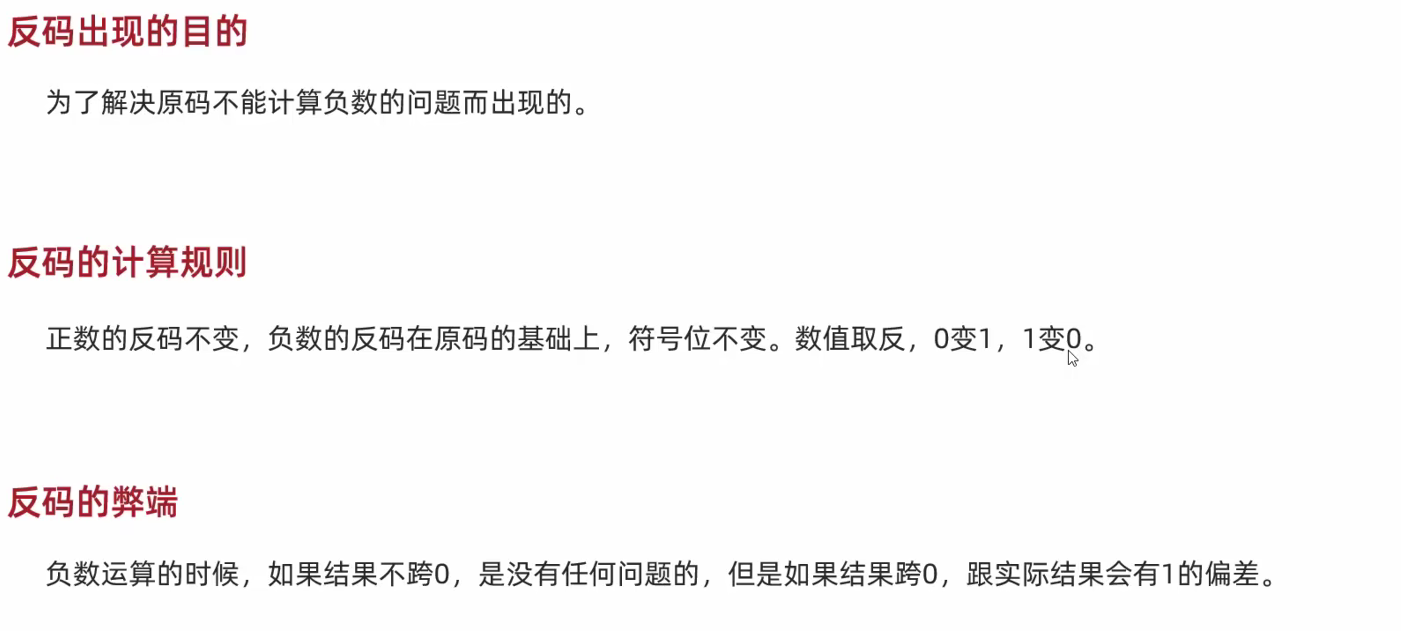 反码出现的目的
为了解决原码不能计算负数的问题而出现的。
反码的计算规则
正数的反码不变，负数的反码在原码的基础上，符号位不变。数值取反，0变1，1变0。
反码的弊端
负数运算的时候，如果结果不跨0，是没有任何问题的，但是如果结果跨0，跟实际结果会有1的偏差。